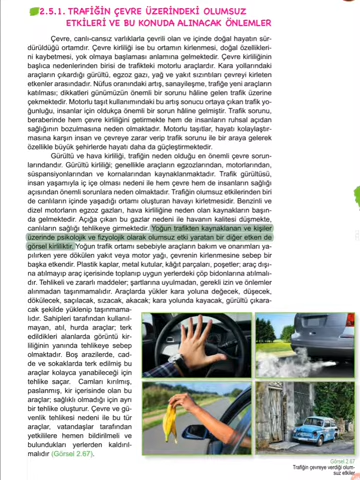 2.5.1. TRAFİĞİN ÇEVRE ÜZERİNDEKİ OLUMSUZ
ETKİLERİ VE BU KONUDA ALINACAK ÖNLEMLER
Çevre, canlı-cansız varlıklarla çevrili olan ve içinde doğal hayatın sür-
dürüldüğü ortamdır. Çevre kirliliği ise bu ortamın kirlenmesi, doğal özellikleri-
ni kaybetmesi, yok olmaya başlaması anlamına gelmektedir. Çevre kirliliğinin
başlıca nedenlerinden birisi de trafikteki motorlu araçlardır. Kara yollarındaki
araçların çıkardığı gürültü, egzoz gazı, yağ ve yakıt sızıntıları çevreyi kirleten
etkenler arasındadır. Nüfus oranındaki artış, sanayileşme, trafiğe yeni araçların
katılması; dikkatleri günümüzün önemli bir sorunu hâline gelen trafik üzerine
çekmektedir. Motorlu taşıt kullanımındaki bu artış sonucu ortaya çıkan trafik yo-
ğunluğu, insanlar için oldukça önemli bir sorun hâline gelmiştir. Trafik sorunu,
beraberinde hem çevre kirliliğini getirmekte hem de insanların ruhsal açıdan
sağlığının bozulmasına neden olmaktadır. Motorlu taşıtlar, hayatı kolaylaştır-
masına karşın insan ve çevreye zarar verip trafik sorunu ile bir araya gelerek
özellikle büyük şehirlerde hayatı daha da güçleştirmektedir.
Gürültü ve hava kirliliği, trafiğin neden olduğu en önemli çevre sorun-
larındandır. Gürültü kirliliği; genellikle araçların egzozlarından, motorlarından,
süspansiyonlarından ve kornalarından kaynaklanmaktadır. Trafik gürültüsü,
insan yaşamıyla iç içe olması nedeni ile hem çevre hem de insanların sağlığı
açısından önemli sorunlara neden olmaktadır. Trafiğin olumsuz etkilerinden biri
de canlıların içinde yaşadığı ortamı oluşturan havayı kirletmesidir. Benzinli ve
dizel motorların egzoz gazları, hava kirliliğine neden olan kaynakların başın-
da gelmektedir. Açığa çıkan bu gazlar nedeni ile havanın kalitesi düşmekte,
canlıların sağlığı tehlikeye girmektedir. Yoğun trafikten kaynaklanan ve kişiler
üzerinde psikolojik ve fizyolojik olarak olumsuz etki yaratan bir diğer etken de
görsel kirliliktir. Yoğun trafik ortamı sebebiyle araçların bakım ve onarımları ya-
pılırken yere dökülen yakıt veya motor yağı, çevrenin kirlenmesine sebep bir
başka etkendir. Plastik kaplar, metal kutular, kâğıt parçaları, poşetler; araç dışı-
na atılmayıp araç içerisinde toplanıp uygun yerlerdeki çöp bidonlarına atılmalı-
dır. Tehlikeli ve zararlı maddeler; şartlarına uyulmadan, gerekli izin ve önlemler
alınmadan taşınmamalıdır. Araçlarda yükler kara yoluna değecek, düşecek,
dökülecek, saçılacak, sızacak, akacak; kara yolunda kayacak, gürültü çıkara-
cak şekilde yüklenip taşınmama-
lıdır. Sahipleri tarafından kullanıl-
mayan, atıl, hurda araçlar; terk
edildikleri alanlarda görüntü kir-
liliğinin yanında tehlikeye sebep
olmaktadır. Boş arazilerde, cad-
de ve sokaklarda terk edilmiş bu
araçlar kolayca yanabileceği için
tehlike saçar. Camları kırılmış,
paslanmış, kir içerisinde olan bu
araçlar; sağlıklı olmadığı için ayrı
bir tehlike oluşturur. Çevre ve gü-
venlik tehlikesi nedeni ile bu tür
araçlar, vatandaşlar tarafından
yetkililere hemen bildirilmeli ve
bulundukları yerlerden kaldırıl-
malıdır (Görsel 2.67).
Görsel 2.67
Trafiğin çevreye verdiği olum-
suz etkiler